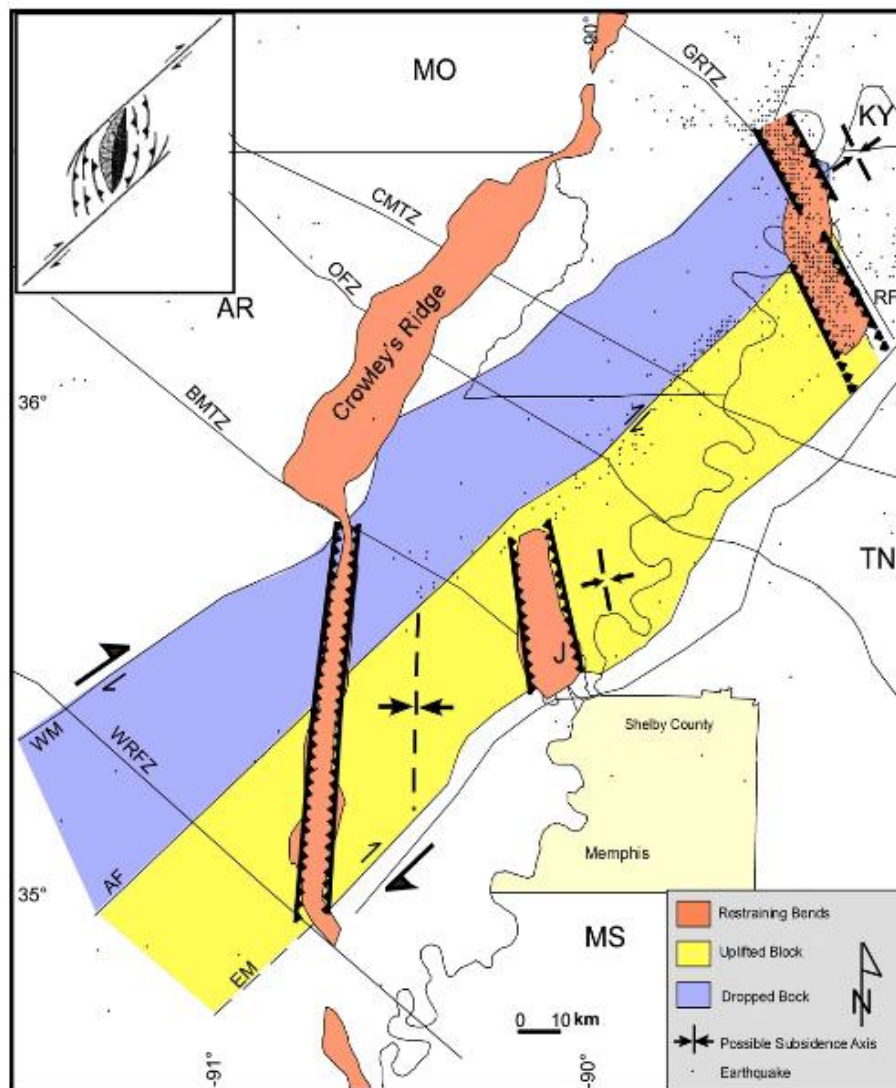 90°
MO
GRTZ
KY
CMTZ
OFZ
AR
Crowley's Ridge
RF
BMTZ
36°
TN
J
WM
WRFZ
Shelby County
Memphis
35°
AF
EM
MS
Restraining Bends
Uplifted Block
Dropped Bock
N
0 10 km
Possible Subsidence Axis
Earthquake
-91°
-90°